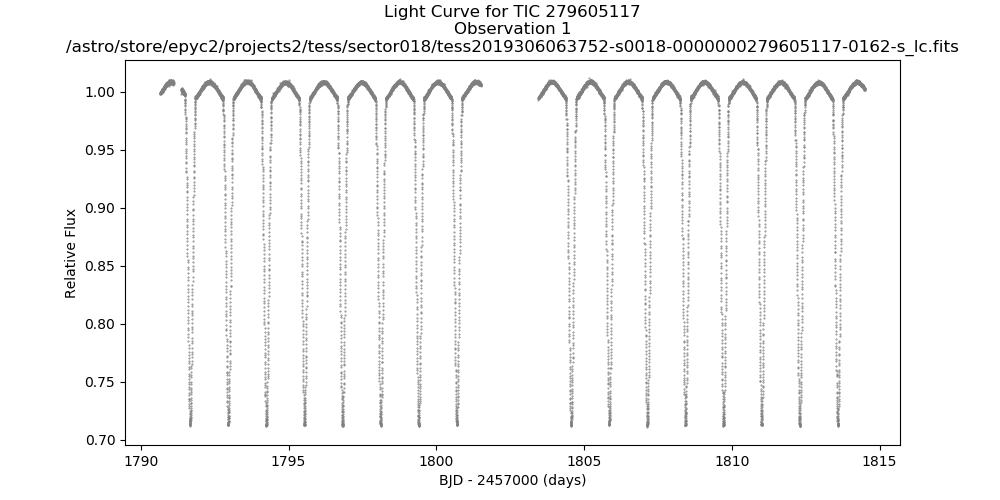 Light Curve for TIC 279605117
Observation 1
/astro/store/epyc2/projects2/tess/sector018/tess2019306063752-s0018-0000000279605117-0162-s_lc.fits
1.00
0.95
0.90
0.85
0.80
0.75
0.70
Relative Flux
1790
1795
1800
1805
1810
1815
BJD - 2457000 (days)